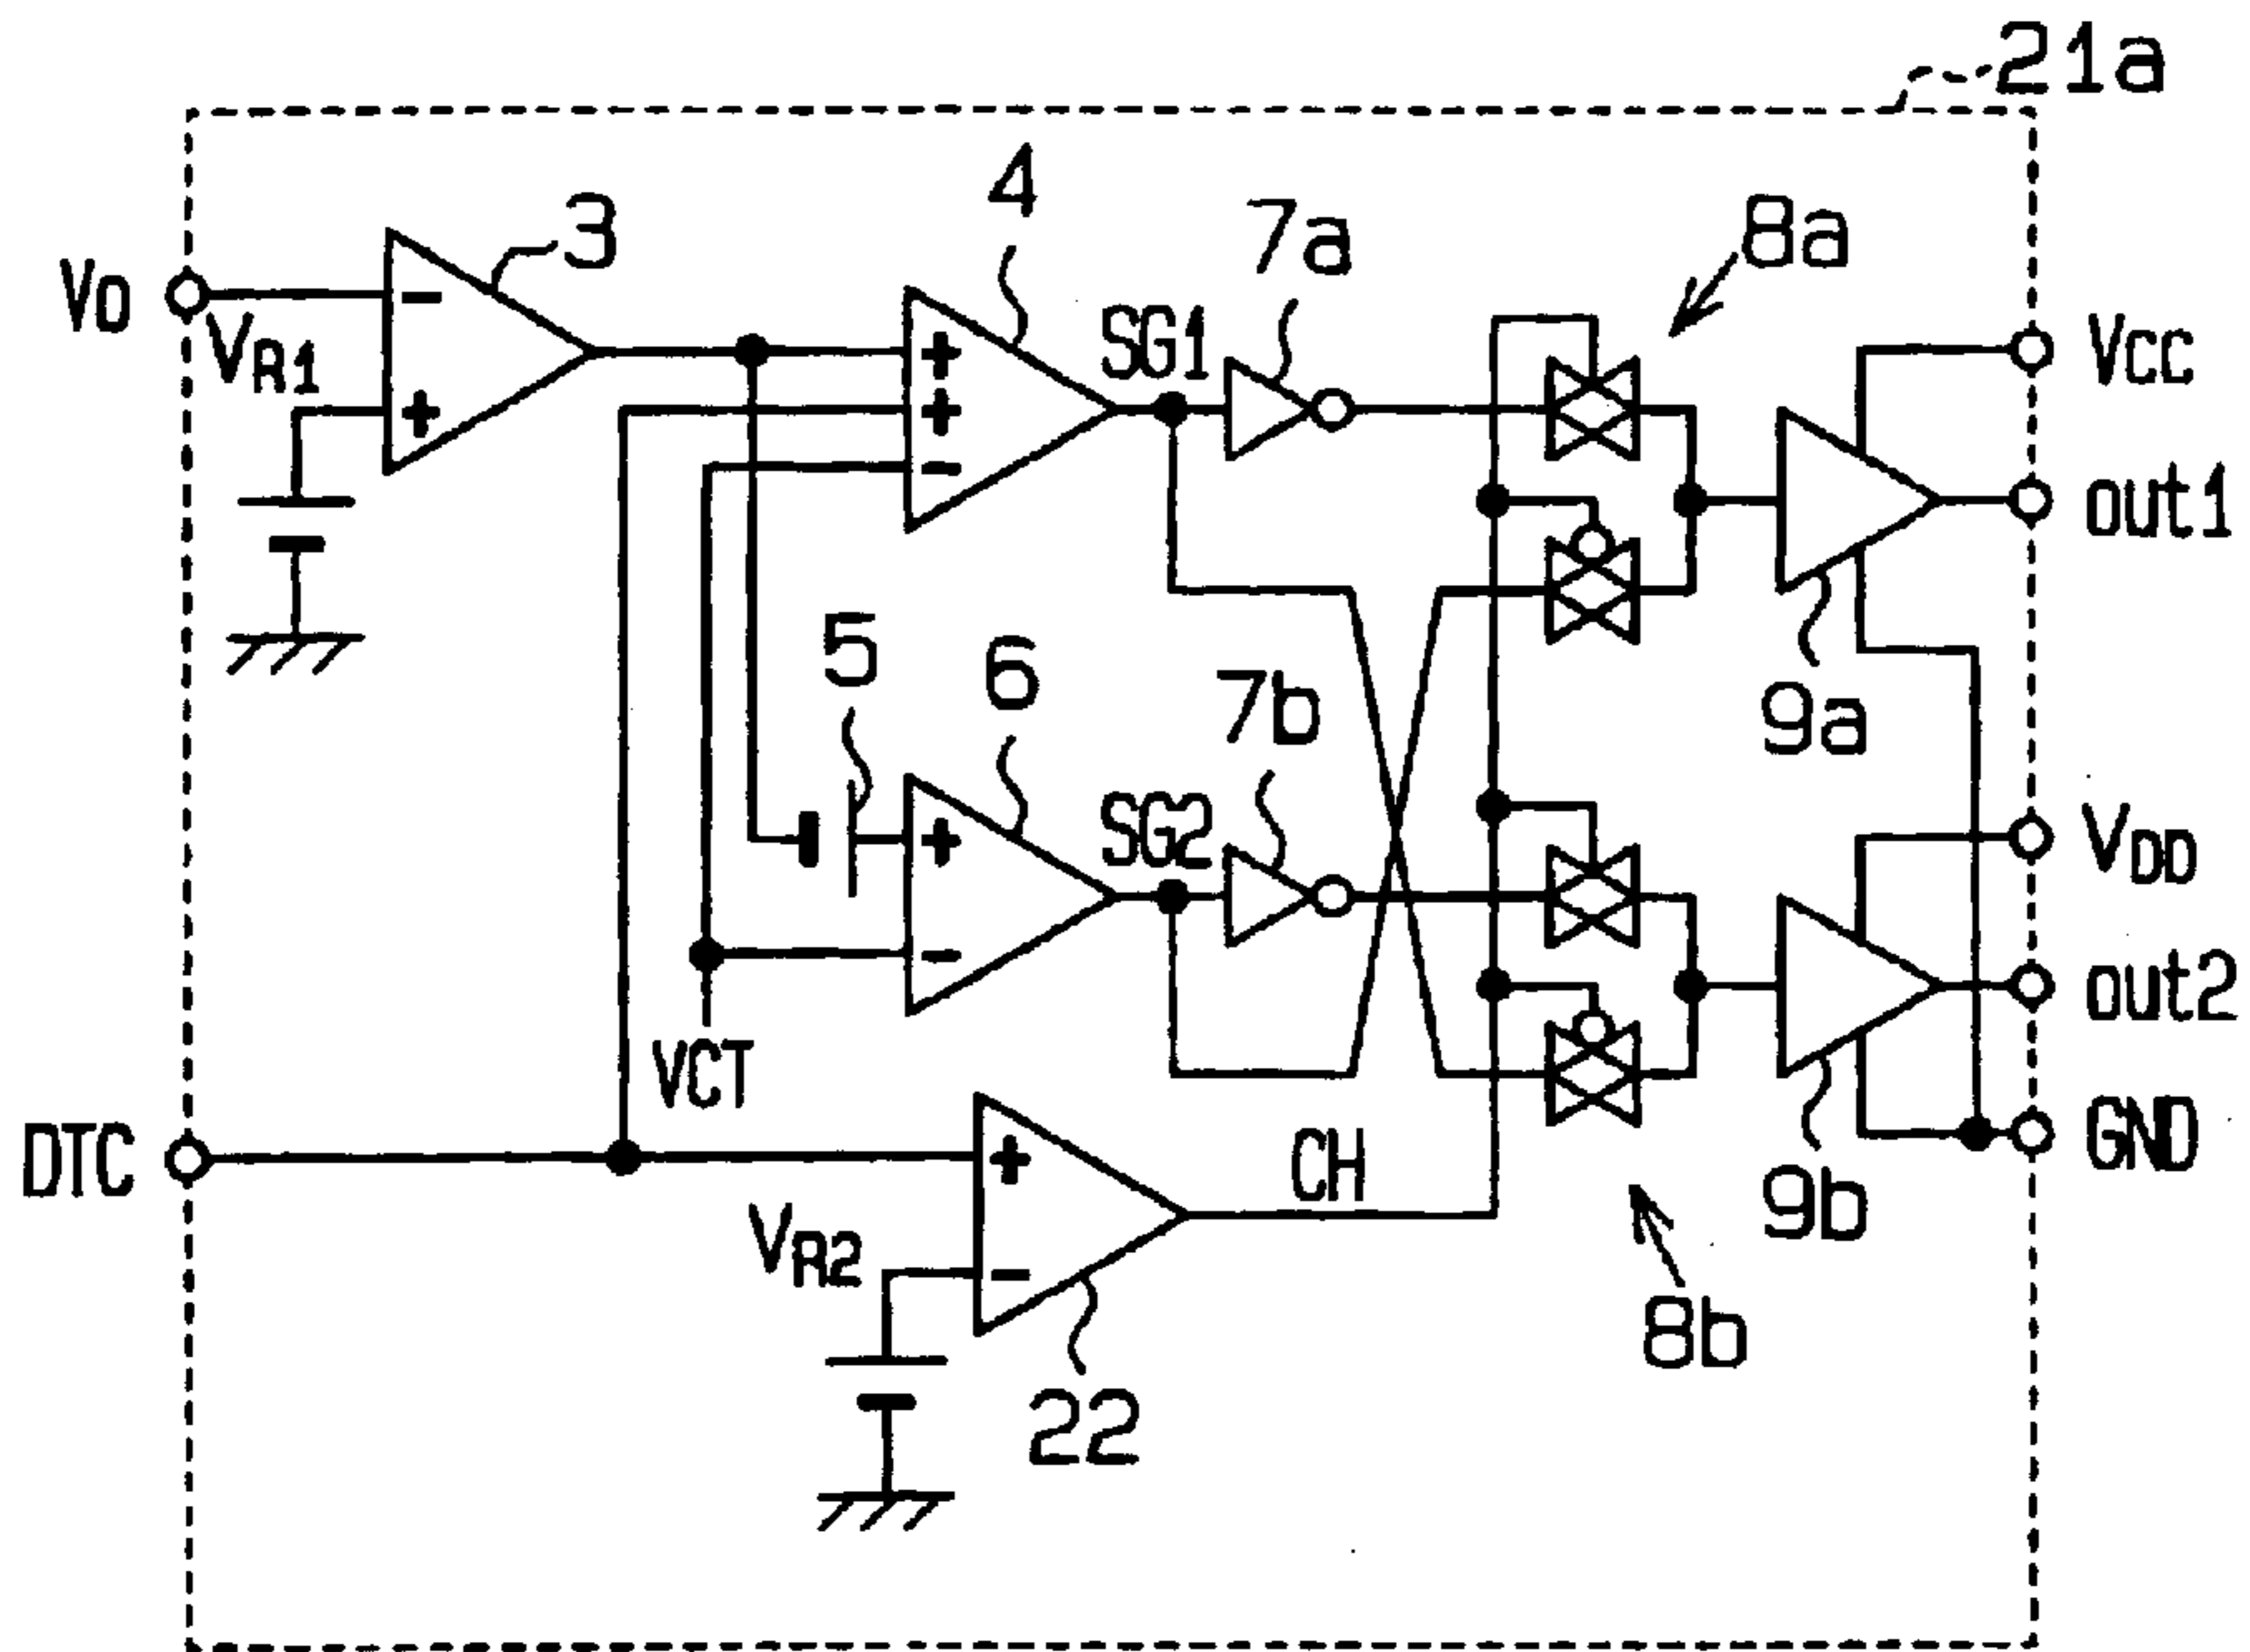 21a
3
4
7a
8a
Vo
VR1
SG1
VCC
out1
5
6
7b
9a
SG2
VDD
out2
VCT
DTC
CH
GND
VR2
9b
8b
22